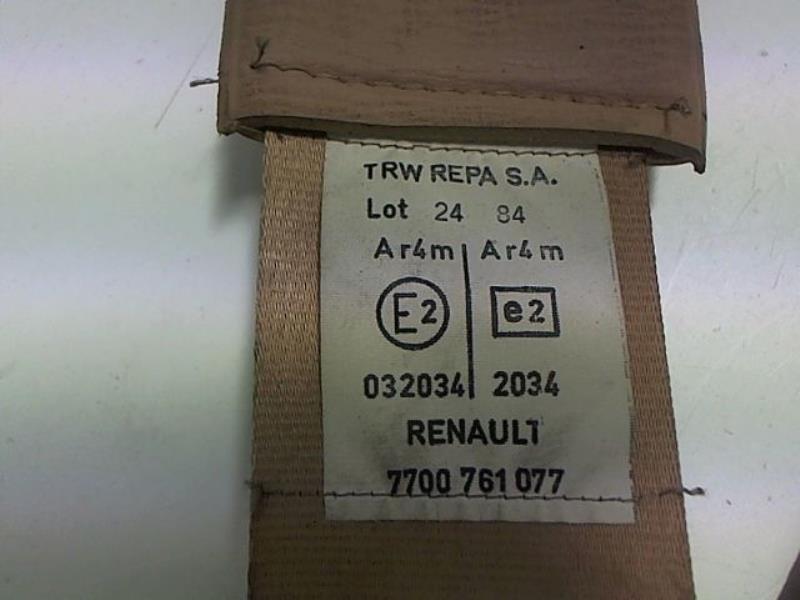 TRW REPA S.A.
Lot 24 84
Ar4m Ar4m
E2 e2
032034 2034
RENAULT
7700 761 077